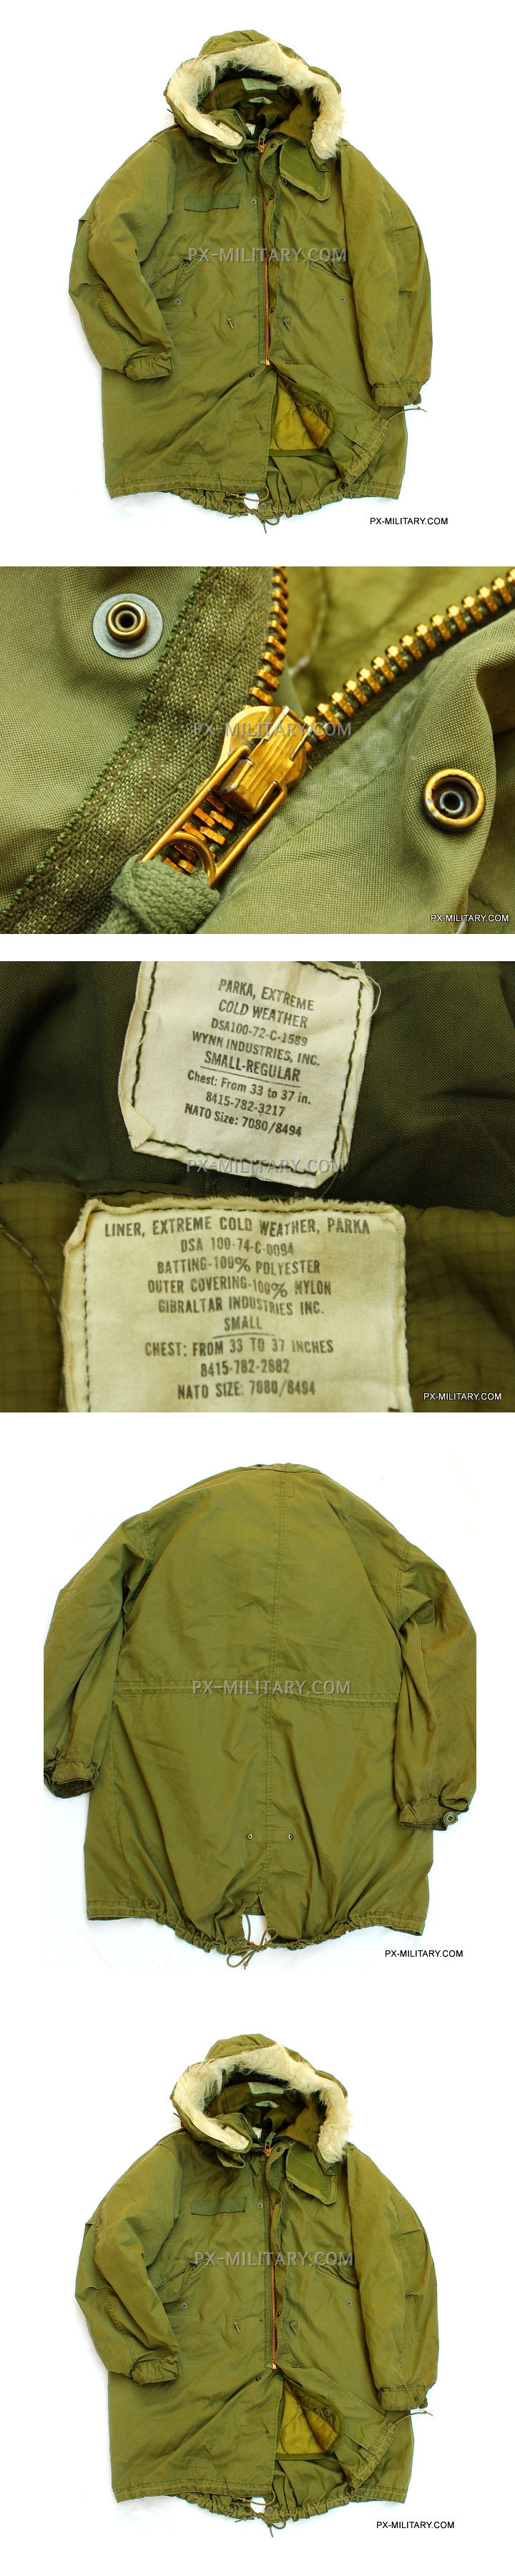 PX-MILITARY.COM
PX-MILITARY.COM
PX-MILITARY.COM
PX-MILITARY.COM
PARKA, EXTREME
COLD WEATHER
DSA100-72-C-1589
WYNN INDUSTRIES, INC.
SMALL-REGULAR
Chest: From 33 to 37 in.
8415-782-3217
NATO Size: 7080/8494
PX-MILITARY.COM
LINER, EXTREME COLD WEATHER, PARKA
DSA 100-74-C-0094
BATTING-100% POLYESTER
OUTER COVERING-100% NYLON
GIBRALTAR INDUSTRIES INC.
SMALL
CHEST: FROM 33 TO 37 INCHES
8415-782-2882
NATO SIZE: 7080/8494
PX-MILITARY.COM
PX-MILITARY.COM
PX-MILITARY.COM
PX-MILITARY.COM
PX-MILITARY.COM